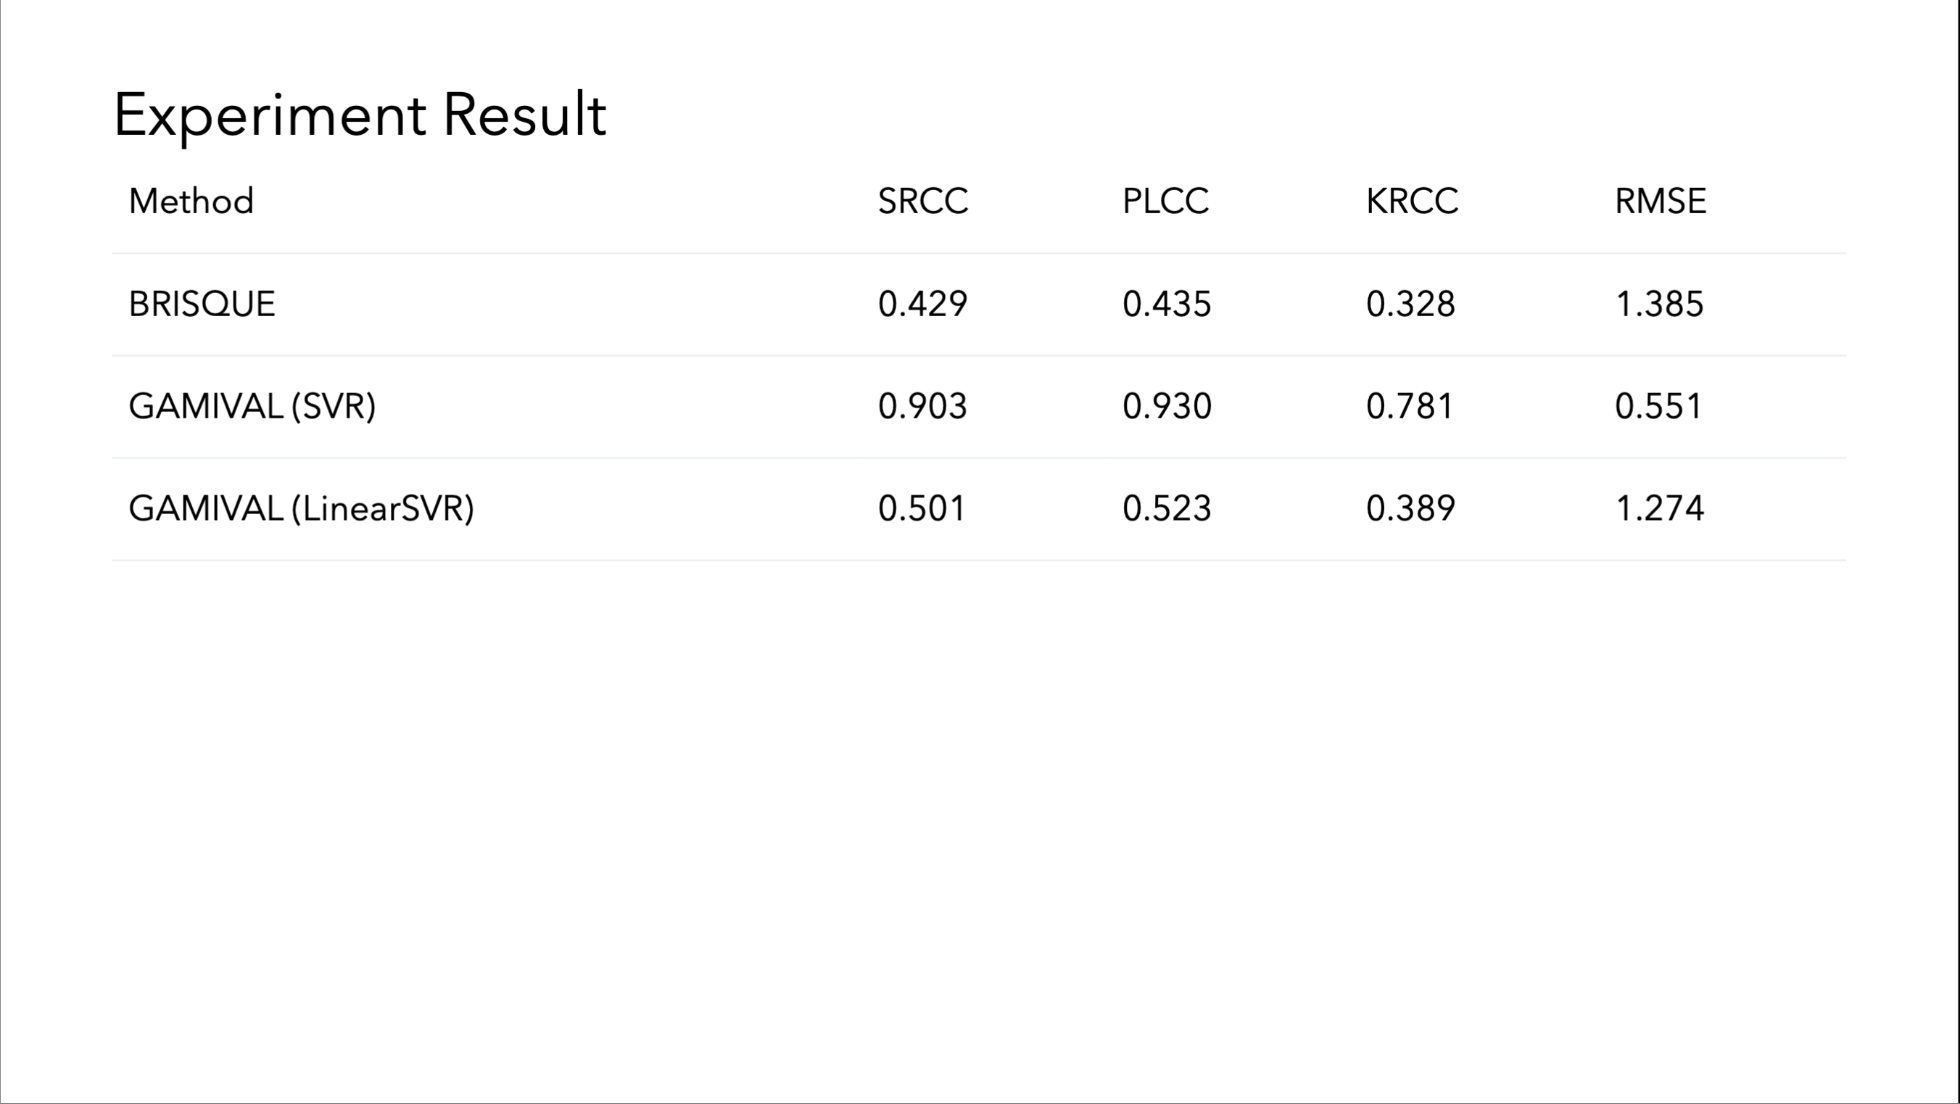 Experiment Result
Method SRCC PLCC KRCC RMSE
BRISQUE 0.429 0.435 0.328 1.385
GAMIVAL (SVR) 0.903 0.930 0.781 0.551
GAMIVAL (LinearSVR) 0.501 0.523 0.389 1.274